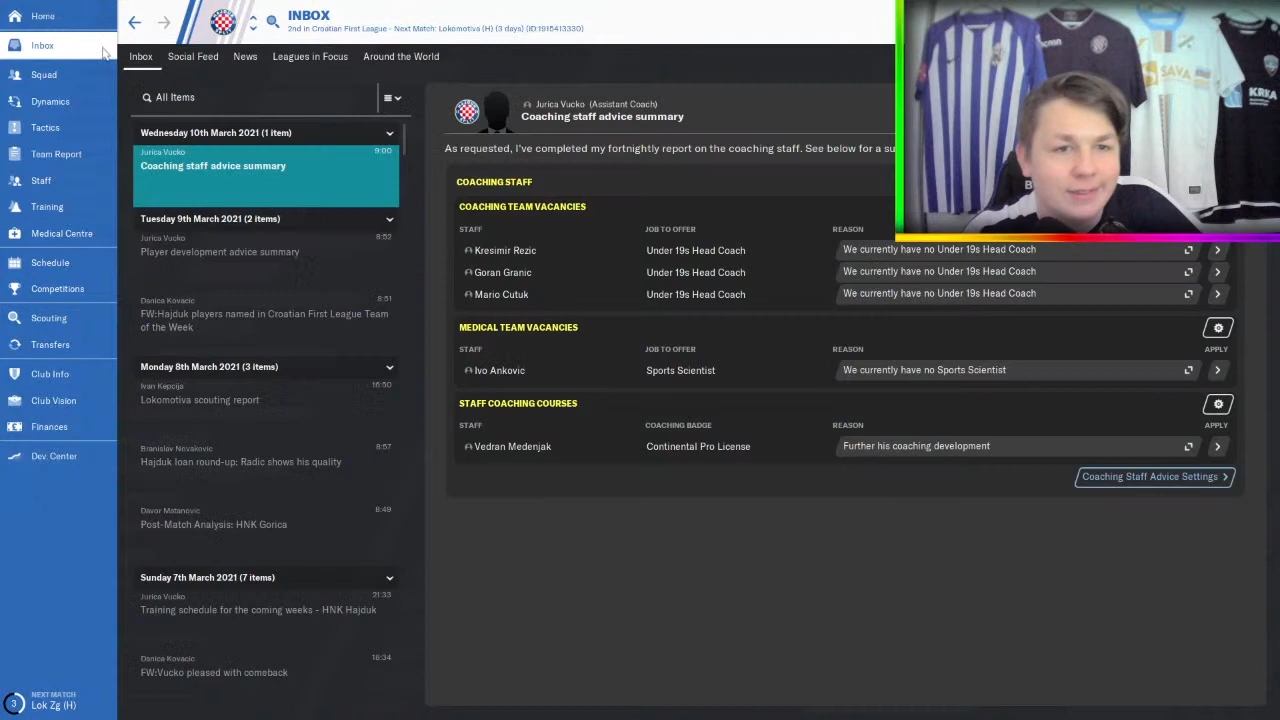 Home
Inbox
Squad
Dynamics
Tactics
Team Report
Staff
Training
Medical Centre
Schedule
Competitions
Scouting
Transfers
Club Info
Club Vision
Finances
Dev. Center
3
NEXT MATCH
Lok Zg (H)
INBOX
2nd in Croatian First League - Next Match: Lokomotiva (H) (3 days) (ID:1915413330)
Inbox Social Feed News Leagues in Focus Around the World
All Items
Wednesday 10th March 2021 (1 item)
Jurica Vucko 9:00
Coaching staff advice summary
Tuesday 9th March 2021 (2 items)
Jurica Vucko 8:52
Player development advice summary
Danica Kovacic 8:51
FW:Hajduk players named in Croatian First League Team
of the Week
Monday 8th March 2021 (3 items)
Ivan Kepcija 16:50
Lokomotiva scouting report
Branislav Novakovic 8:57
Hajduk loan round-up: Radic shows his quality
Davor Matanovic 8:49
Post-Match Analysis: HNK Gorica
Sunday 7th March 2021 (7 items)
Jurica Vucko 21:33
Training schedule for the coming weeks - HNK Hajduk
Danica Kovacic 18:34
FW:Vucko pleased with comeback
Jurica Vucko (Assistant Coach)
Coaching staff advice summary
As requested, I've completed my fortnightly report on the coaching staff. See below for a su
COACHING STAFF
COACHING TEAM VACANCIES
STAFF JOB TO OFFER REASON
Kresimir Rezic Under 19s Head Coach We currently have no Under 19s Head Coach
Goran Granic Under 19s Head Coach We currently have no Under 19s Head Coach
Mario Cutuk Under 19s Head Coach We currently have no Under 19s Head Coach
MEDICAL TEAM VACANCIES
STAFF JOB TO OFFER REASON APPLY
Ivo Ankovic Sports Scientist We currently have no Sports Scientist
STAFF COACHING COURSES
STAFF COACHING BADGE REASON APPLY
Vedran Medenjak Continental Pro License Further his coaching development
Coaching Staff Advice Settings
SAVA
KRKA